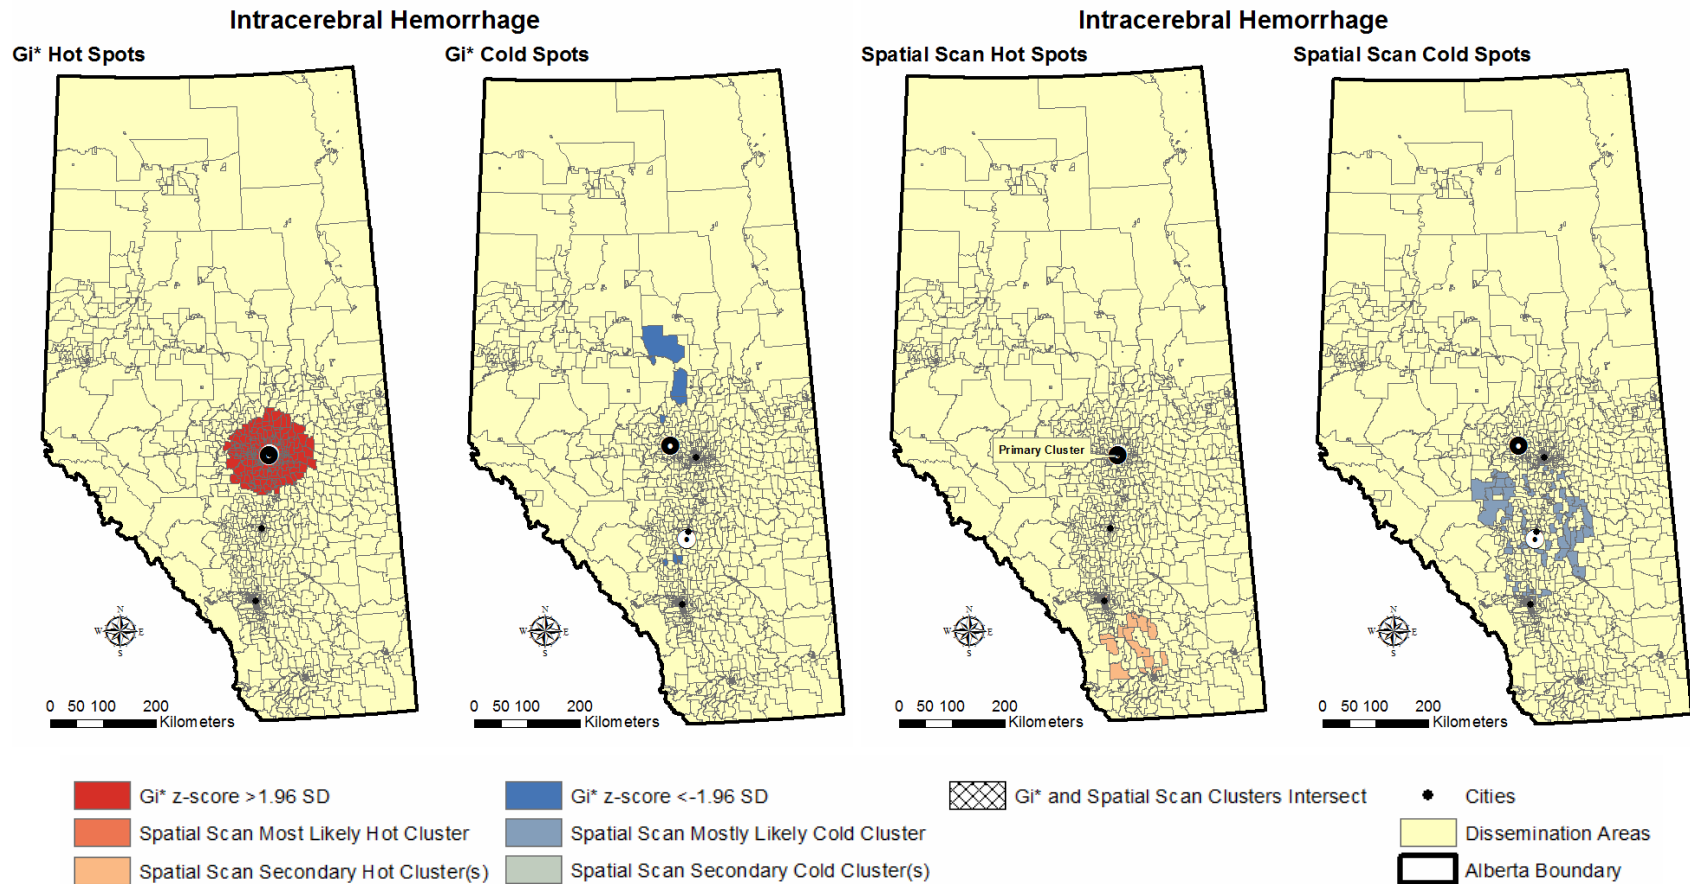 Intracerebral Hemorrhage
Intracerebral Hemorrhage
Gi* Hot Spots
Gi* Cold Spots
Spatial Scan Hot Spots
Spatial Scan Cold Spots
Primary Cluster
N
W E
S
N
W E
S
N
W E
S
N
W E
S
0 50 100 200
Kilometers
0 50 100 200
Kilometers
0 50 100 200
Kilometers
0 50 100 200
Kilometers
Gi* z-score >1.96 SD
Gi* z-score <-1.96 SD
Gi* and Spatial Scan Clusters Intersect
Cities
Spatial Scan Most Likely Hot Cluster
Spatial Scan Mostly Likely Cold Cluster
Dissemination Areas
Spatial Scan Secondary Hot Cluster(s)
Spatial Scan Secondary Cold Cluster(s)
Alberta Boundary